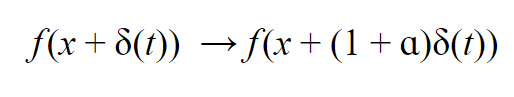 f(x + δ(t)) → f(x + (1 + α)δ(t))